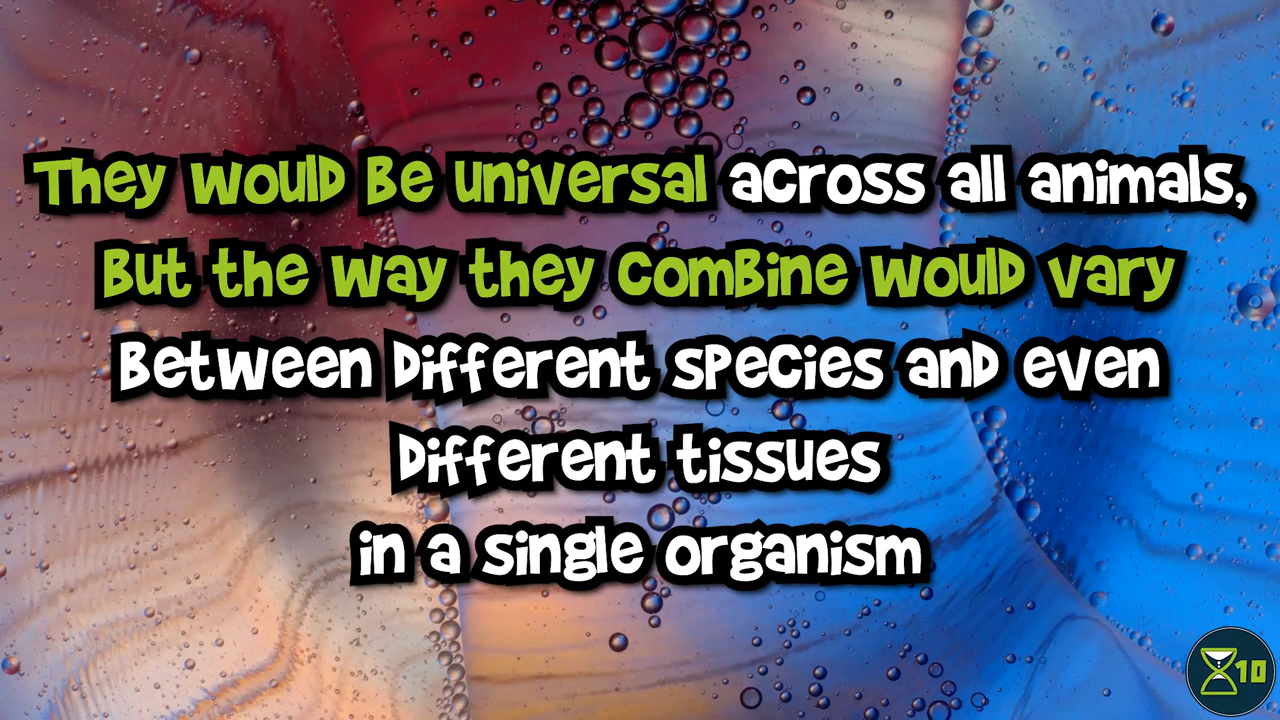 They would be universal across all animals,
But the way they combine would vary
Between different species and even
different tissues
in a single organism
10